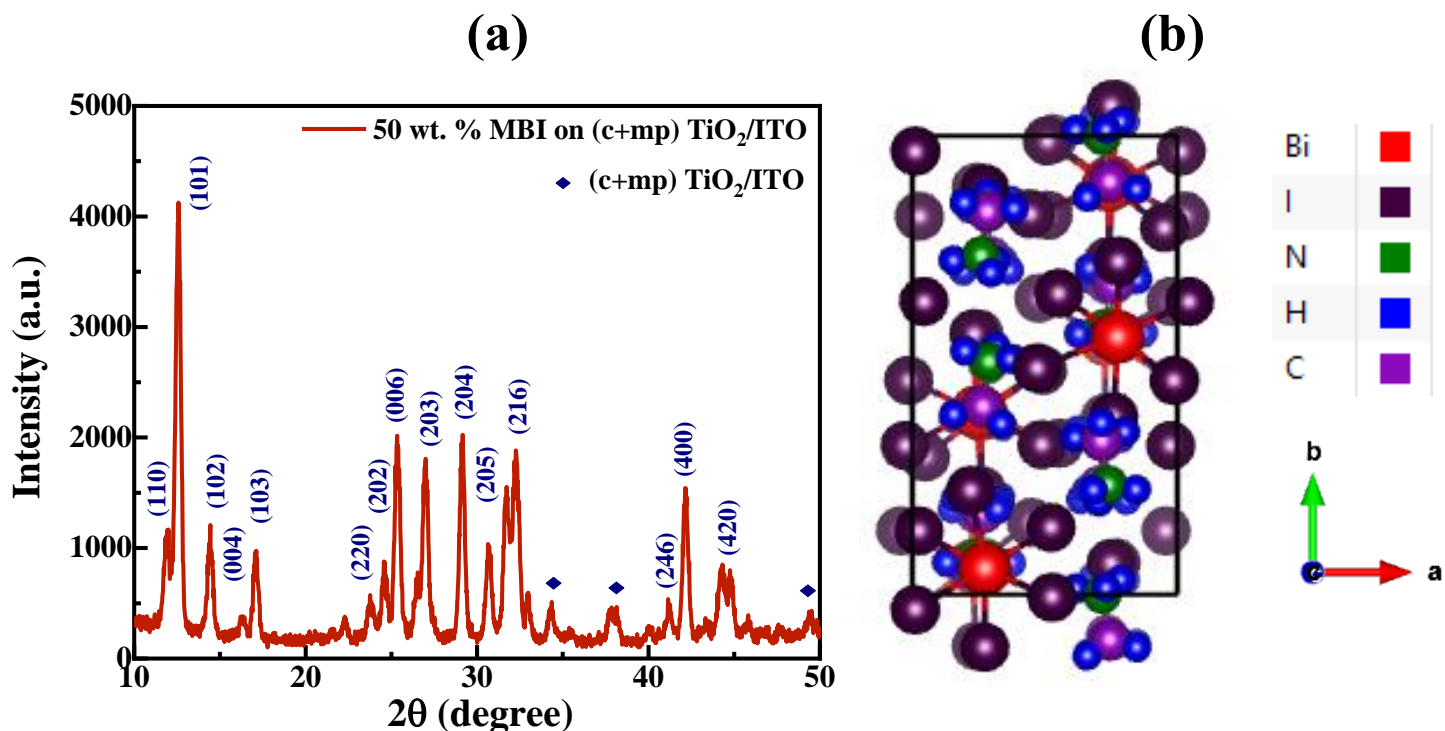 (a)
5000
4000
3000
2000
1000
0
Intensity (a.u.)
50 wt. % MBI on (c+mp) TiO₂/ITO
(c+mp) TiO₂/ITO
(110)
(101)
(102)
(004)
(103)
(220)
(202)
(006)
(203)
(204)
(205)
(216)
(246)
(400)
(420)
10
20
30
40
50
2θ (degree)
(b)
Bi
I
N
H
C
b
c
a